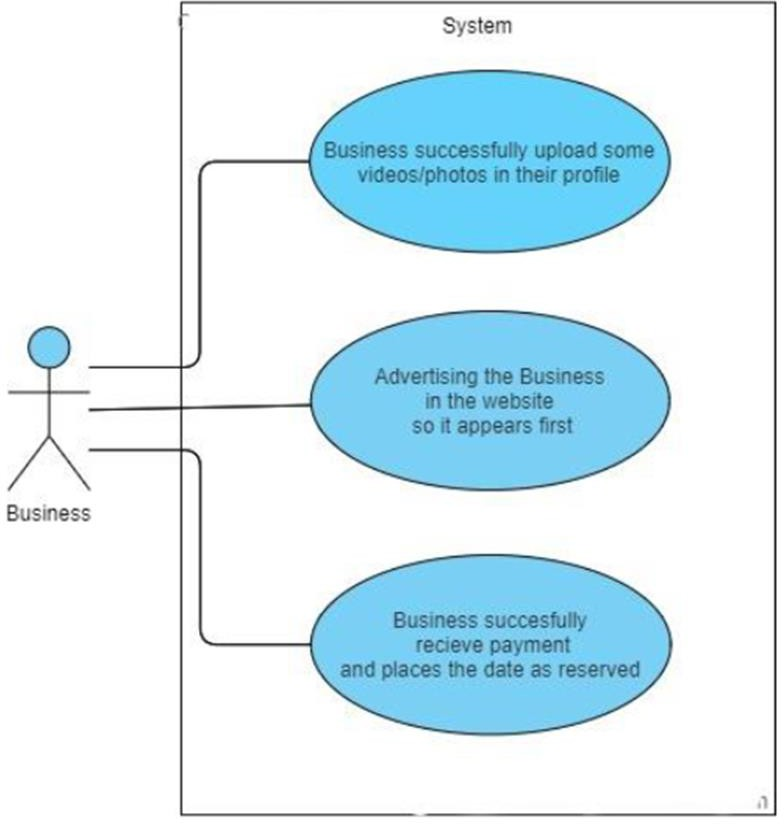 System
Business successfully upload some
videos/photos in their profile
Advertising the Business
in the website
so it appears first
Business
Business succesfully
recieve payment
and places the date as reserved